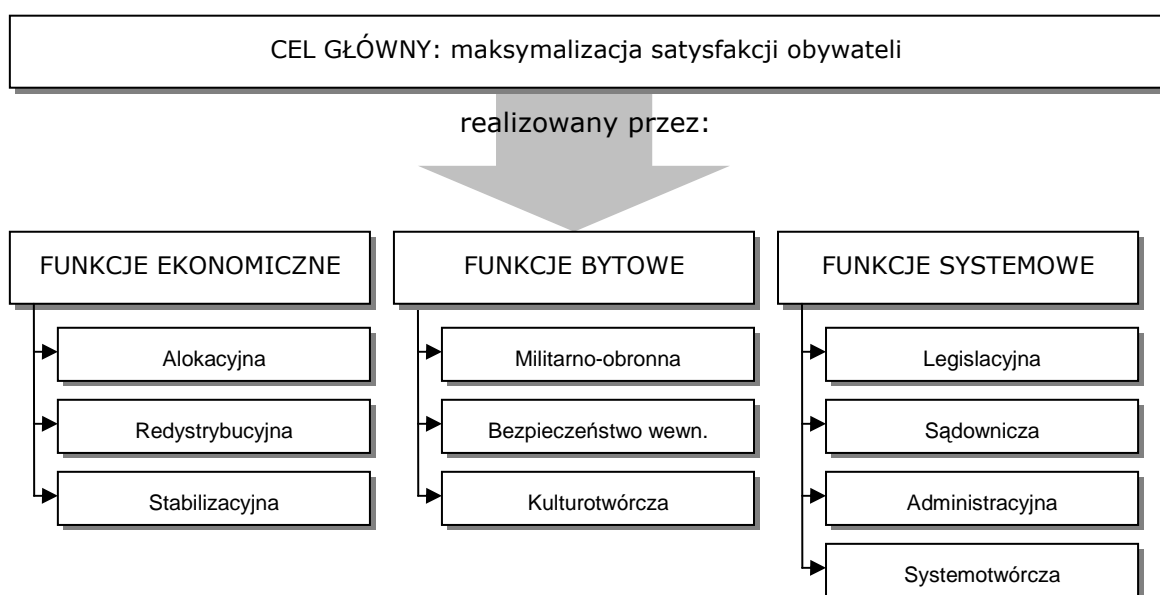 CEL GŁÓWNY: maksymalizacja satysfakcji obywateli
realizowany przez:
FUNKCJE EKONOMICZNE
Alokacyjna
Redystrybucyjna
Stabilizacyjna
FUNKCJE BYTOWE
Militarno-obronna
Bezpieczeństwo wewn.
Kulturotwórcza
FUNKCJE SYSTEMOWE
Legislacyjna
Sądownicza
Administracyjna
Systemotwórcza